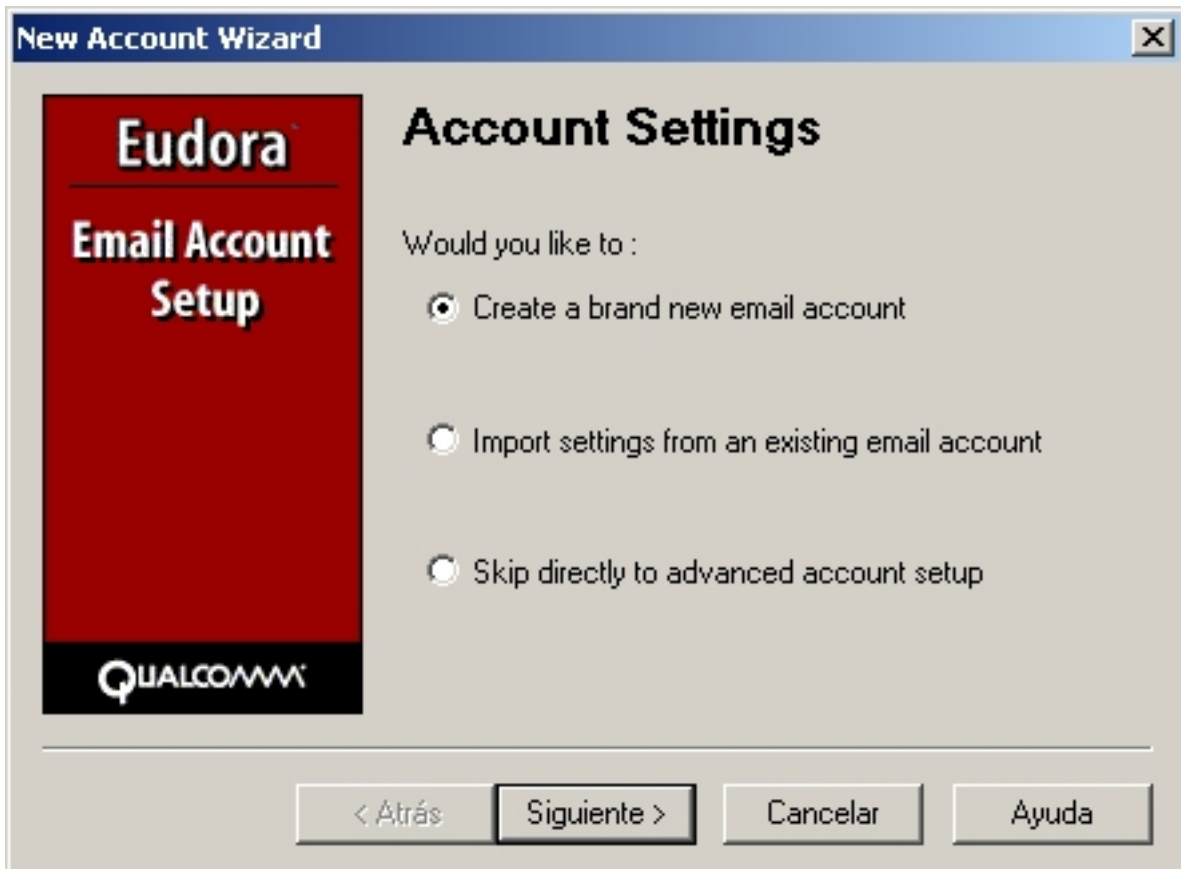 New Account Wizard
Eudora
Email Account
Setup
QUALCOMM
Account Settings
Would you like to :
Create a brand new email account
Import settings from an existing email account
Skip directly to advanced account setup
< Atrás
Siguiente >
Cancelar
Ayuda